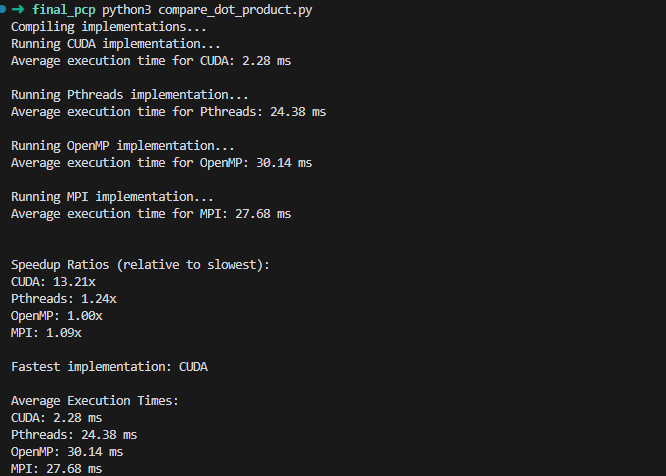 ➜ final_pcp python3 compare_dot_product.py
Compiling implementations...
Running CUDA implementation...
Average execution time for CUDA: 2.28 ms
Running Pthreads implementation...
Average execution time for Pthreads: 24.38 ms
Running OpenMP implementation...
Average execution time for OpenMP: 30.14 ms
Running MPI implementation...
Average execution time for MPI: 27.68 ms
Speedup Ratios (relative to slowest):
CUDA: 13.21x
Pthreads: 1.24x
OpenMP: 1.00x
MPI: 1.09x
Fastest implementation: CUDA
Average Execution Times:
CUDA: 2.28 ms
Pthreads: 24.38 ms
OpenMP: 30.14 ms
MPI: 27.68 ms